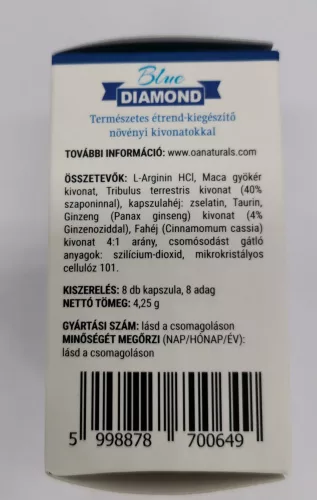 Blue
DIAMOND
Természetes étrend-kiegészítő
növényi kivonatokkal
TOVÁBBI INFORMÁCIÓ: www.oanaturals.com
ÖSSZETEVŐK: L-Arginin HCl, Maca gyökér
kivonat, Tribulus terrestris kivonat (40%
szaponinnal), kapszulahéj: zselatin, Taurin,
Ginzeng (Panax ginseng) kivonat (4%
Ginzenoziddal), Fahéj (Cinnamomum cassia)
kivonat 4:1 arány, csomósodást gátló
anyagok: szilícium-dioxid, mikrokristályos
cellulóz 101.
KISZERELÉS: 8 db kapszula, 8 adag
NETTÓ TÖMEG: 4,25 g
GYÁRTÁSI SZÁM: lásd a csomagoláson
MINŐSÉGÉT MEGŐRZI (NAP/HÓNAP/ÉV):
lásd a csomagoláson
5 998878 700649